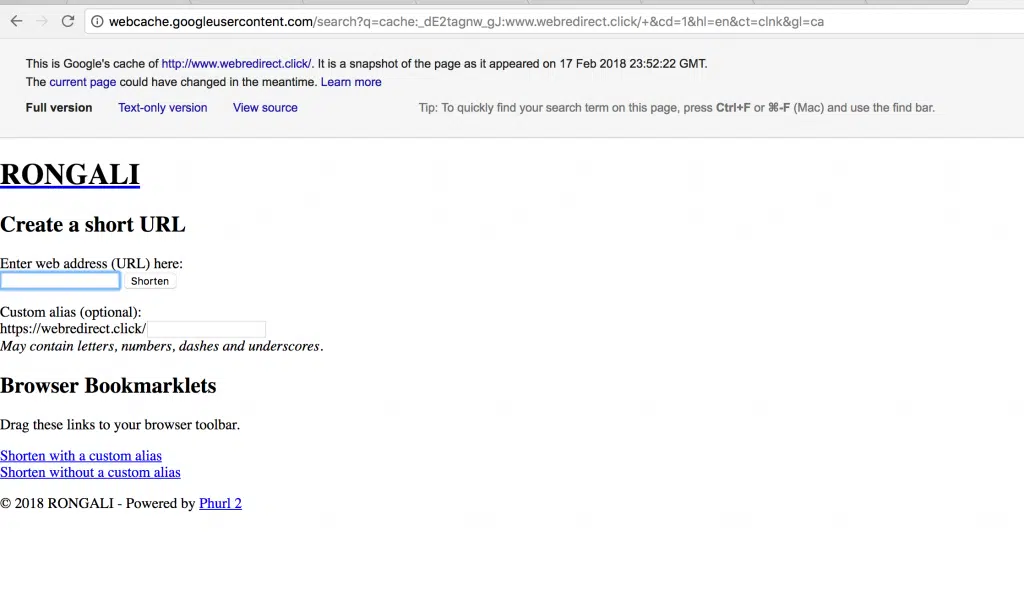 webcache.googleusercontent.com/search?q=cache:_dE2tagnw_gJ:www.webredirect.click/+&cd=1&hl=en&ct=clnk&gl=ca
This is Google's cache of http://www.webredirect.click/. It is a snapshot of the page as it appeared on 17 Feb 2018 23:52:22 GMT.
The current page could have changed in the meantime. Learn more
Full version Text-only version View source Tip: To quickly find your search term on this page, press Ctrl+F or ⌘-F (Mac) and use the find bar.
RONGALI
Create a short URL
Enter web address (URL) here:
Shorten
Custom alias (optional):
https://webredirect.click/
May contain letters, numbers, dashes and underscores.
Browser Bookmarklets
Drag these links to your browser toolbar.
Shorten with a custom alias
Shorten without a custom alias
© 2018 RONGALI - Powered by Phurl 2